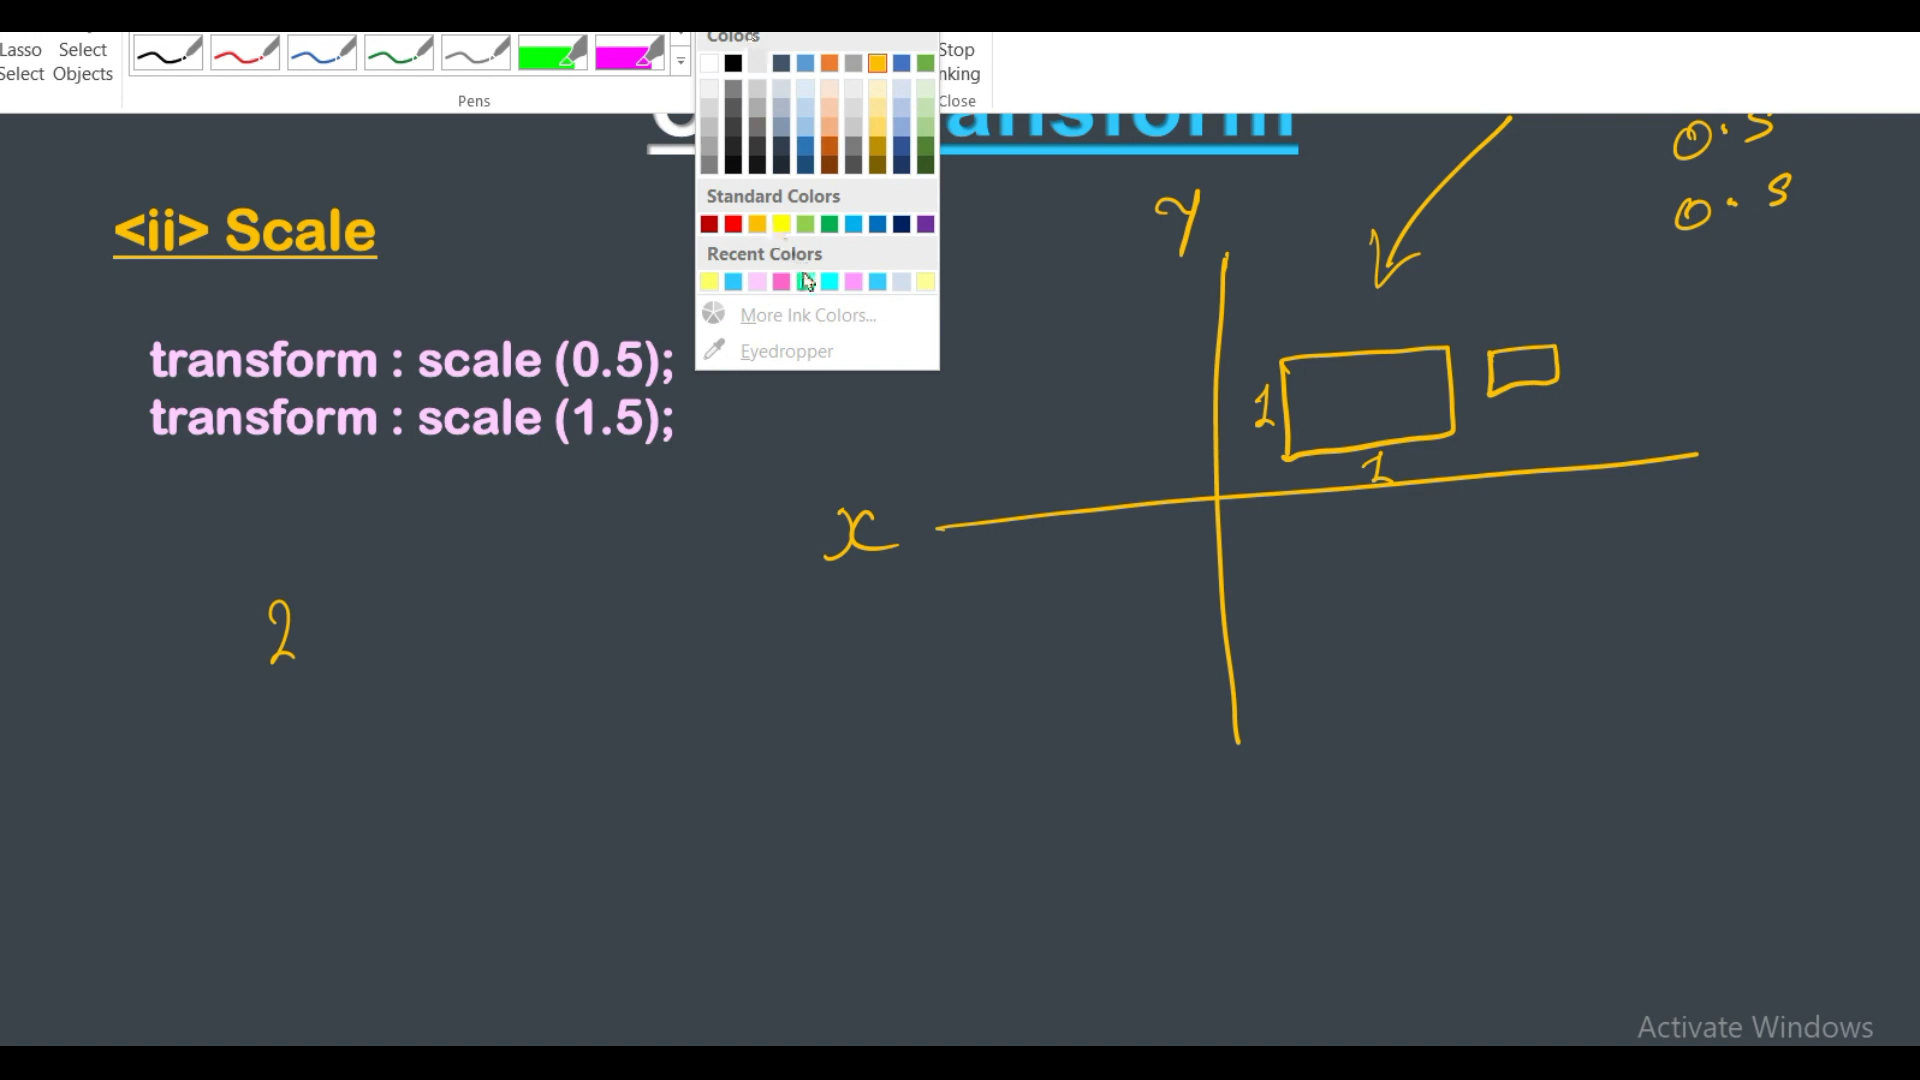 Lasso Select
Select Objects
Pens
Colors
Stop
nking
Close
ansform
Standard Colors
Recent Colors
More Ink Colors...
Eyedropper
<ii> Scale
transform : scale (0.5);
transform : scale (1.5);
0.5
0.5
y
1
1
x
2
Activate Windows